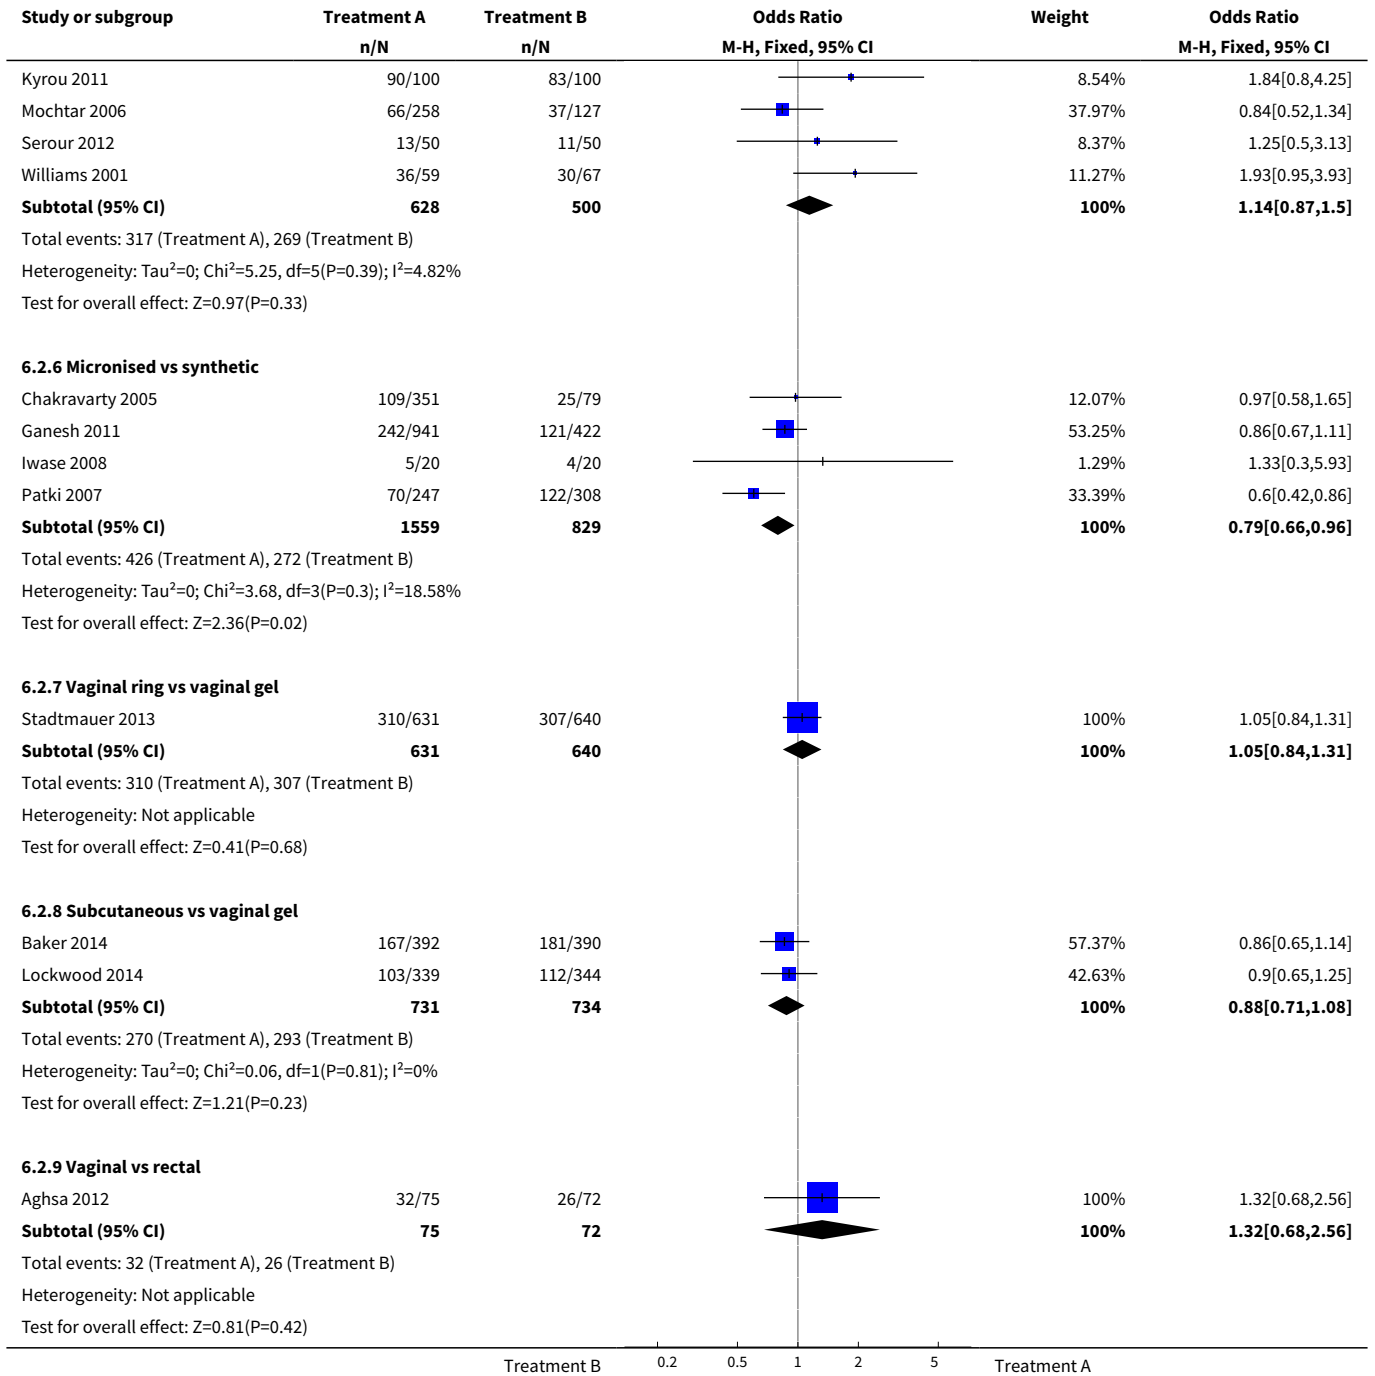 Study or subgroup Treatment A Treatment B Odds Ratio Weight Odds Ratio
n/N n/N M-H, Fixed, 95% CI M-H, Fixed, 95% CI
Kyrou 2011 90/100 83/100 8.54% 1.84[0.8,4.25]
Mochtar 2006 66/258 37/127 37.97% 0.84[0.52,1.34]
Serour 2012 13/50 11/50 8.37% 1.25[0.5,3.13]
Williams 2001 36/59 30/67 11.27% 1.93[0.95,3.93]
Subtotal (95% CI) 628 500 100% 1.14[0.87,1.5]
Total events: 317 (Treatment A), 269 (Treatment B)
Heterogeneity: Tau²=0; Chi²=5.25, df=5(P=0.39); I²=4.82%
Test for overall effect: Z=0.97(P=0.33)
6.2.6 Micronised vs synthetic
Chakravarty 2005 109/351 25/79 12.07% 0.97[0.58,1.65]
Ganesh 2011 242/941 121/422 53.25% 0.86[0.67,1.11]
Iwase 2008 5/20 4/20 1.29% 1.33[0.3,5.93]
Patki 2007 70/247 122/308 33.39% 0.6[0.42,0.86]
Subtotal (95% CI) 1559 829 100% 0.79[0.66,0.96]
Total events: 426 (Treatment A), 272 (Treatment B)
Heterogeneity: Tau²=0; Chi²=3.68, df=3(P=0.3); I²=18.58%
Test for overall effect: Z=2.36(P=0.02)
6.2.7 Vaginal ring vs vaginal gel
Stadtmauer 2013 310/631 307/640 100% 1.05[0.84,1.31]
Subtotal (95% CI) 631 640 100% 1.05[0.84,1.31]
Total events: 310 (Treatment A), 307 (Treatment B)
Heterogeneity: Not applicable
Test for overall effect: Z=0.41(P=0.68)
6.2.8 Subcutaneous vs vaginal gel
Baker 2014 167/392 181/390 57.37% 0.86[0.65,1.14]
Lockwood 2014 103/339 112/344 42.63% 0.9[0.65,1.25]
Subtotal (95% CI) 731 734 100% 0.88[0.71,1.08]
Total events: 270 (Treatment A), 293 (Treatment B)
Heterogeneity: Tau²=0; Chi²=0.06, df=1(P=0.81); I²=0%
Test for overall effect: Z=1.21(P=0.23)
6.2.9 Vaginal vs rectal
Aghsa 2012 32/75 26/72 100% 1.32[0.68,2.56]
Subtotal (95% CI) 75 72 100% 1.32[0.68,2.56]
Total events: 32 (Treatment A), 26 (Treatment B)
Heterogeneity: Not applicable
Test for overall effect: Z=0.81(P=0.42)
Treatment B 0.2 0.5 1 2 5 Treatment A